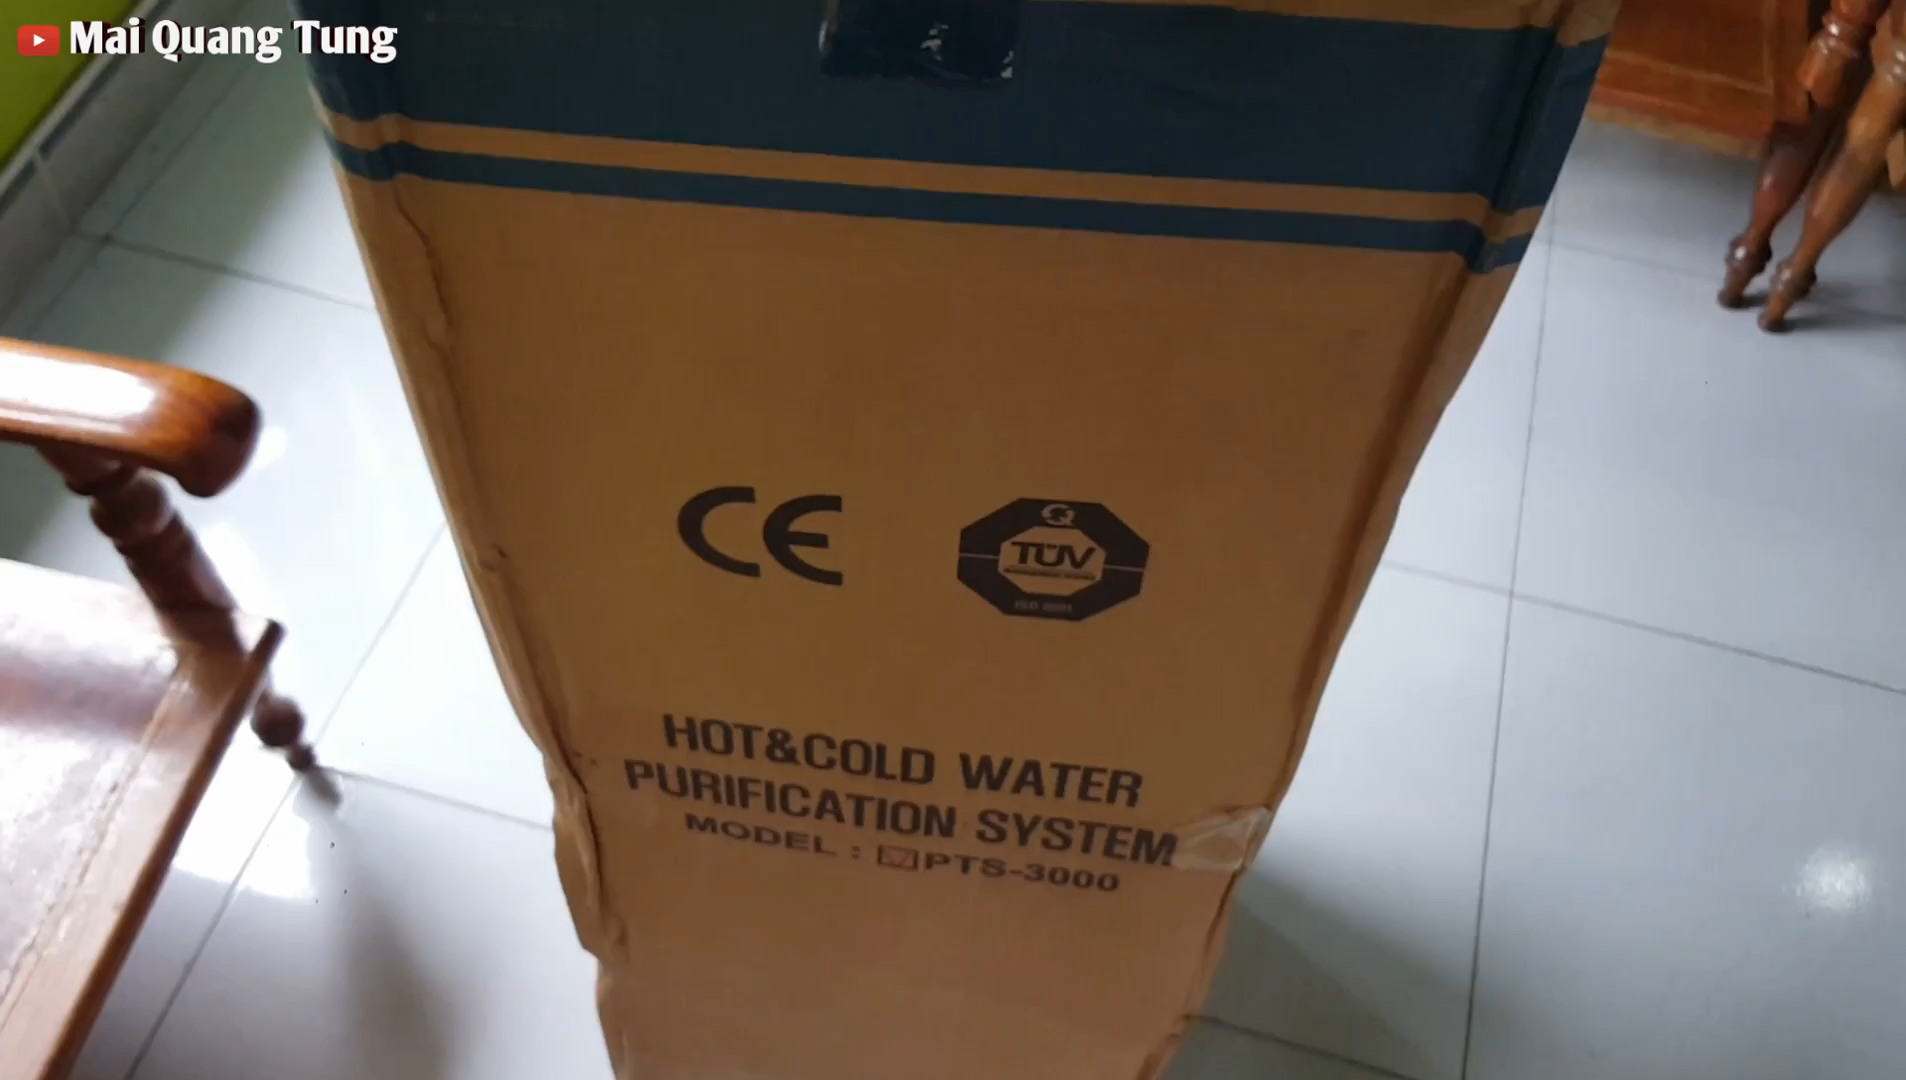 Mai Quang Tung
CE
Q
TÜV
HOT&COLD WATER
PURIFICATION SYSTEM
MODEL : PTS-3000